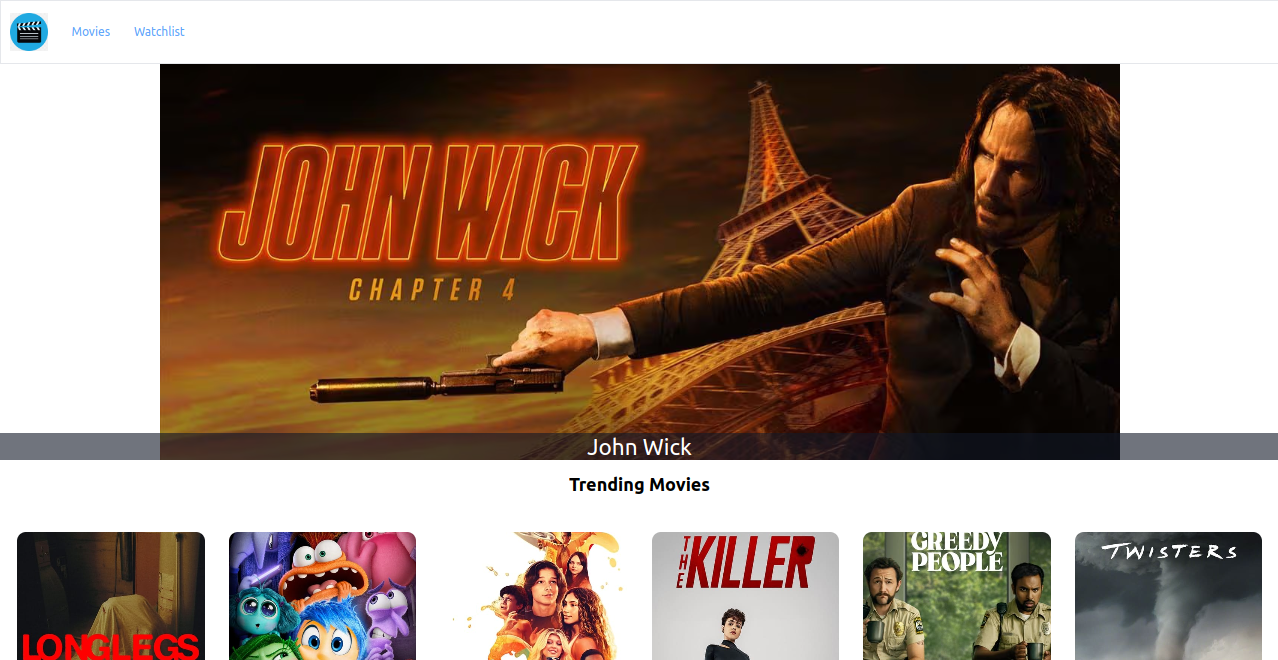 Movies
Watchlist
JOHN WICK
CHAPTER 4
John Wick
Trending Movies
LONGLEGS
THE
KILLER
GREEDY
PEOPLE
TWISTERS